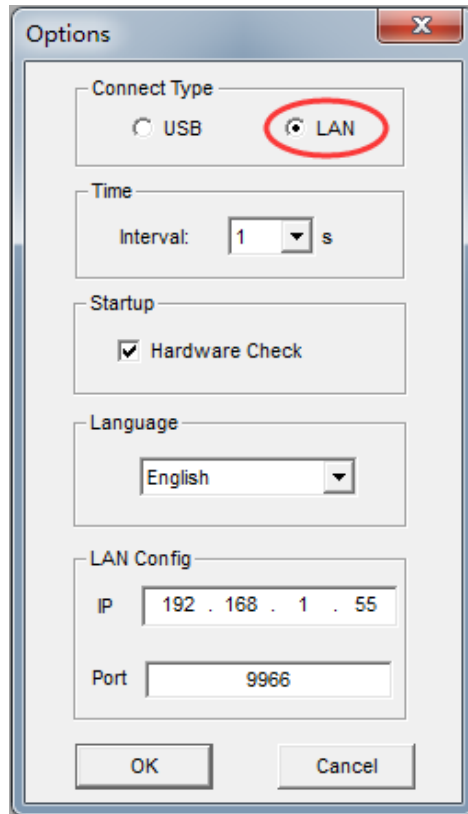 Options
Connect Type
USB LAN
Time
Interval: 1 s
Startup
Hardware Check
Language
English
LAN Config
IP 192 . 168 . 1 . 55
Port 9966
OK Cancel